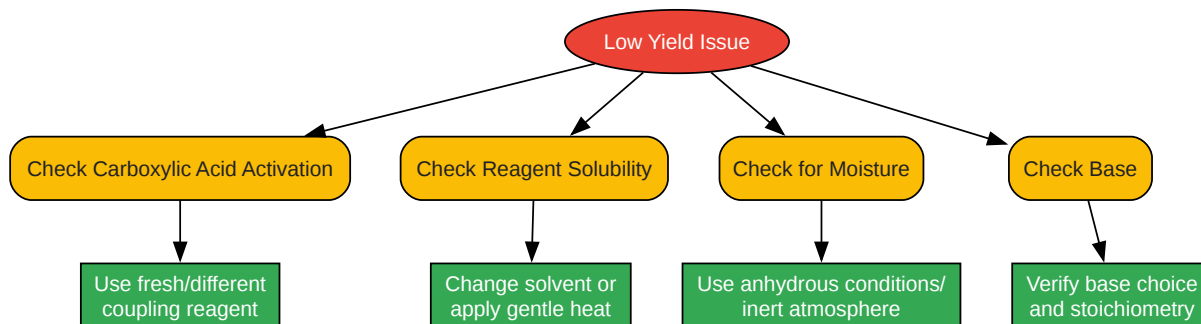 Low Yield Issue
Check Carboxylic Acid Activation
Check Reagent Solubility
Check for Moisture
Check Base
Use fresh/different
coupling reagent
Change solvent or
apply gentle heat
Use anhydrous conditions/
inert atmosphere
Verify base choice
and stoichiometry